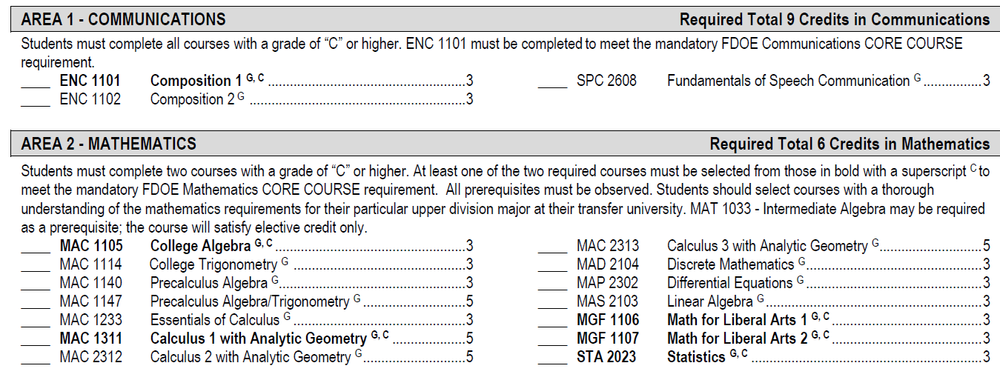 AREA 1 - COMMUNICATIONS Required Total 9 Credits in Communications
Students must complete all courses with a grade of “C” or higher. ENC 1101 must be completed to meet the mandatory FDOE Communications CORE COURSE
requirement.
____ ENC 1101 Composition 1 G, C ......................................................3 ____ SPC 2608 Fundamentals of Speech Communication G ................3
____ ENC 1102 Composition 2 G ...........................................................3
AREA 2 - MATHEMATICS Required Total 6 Credits in Mathematics
Students must complete two courses with a grade of “C” or higher. At least one of the two required courses must be selected from those in bold with a superscript C to
meet the mandatory FDOE Mathematics CORE COURSE requirement. All prerequisites must be observed. Students should select courses with a thorough
understanding of the mathematics requirements for their particular upper division major at their transfer university. MAT 1033 - Intermediate Algebra may be required
as a prerequisite; the course will satisfy elective credit only.
____ MAC 1105 College Algebra G, C ....................................................3 ____ MAC 2313 Calculus 3 with Analytic Geometry G ............................5
____ MAC 1114 College Trigonometry G ...............................................3 ____ MAD 2104 Discrete Mathematics G ................................................3
____ MAC 1140 Precalculus Algebra G ...................................................3 ____ MAP 2302 Differential Equations G ................................................3
____ MAC 1147 Precalculus Algebra/Trigonometry G ............................5 ____ MAS 2103 Linear Algebra G ...........................................................3
____ MAC 1233 Essentials of Calculus G ...............................................3 ____ MGF 1106 Math for Liberal Arts 1 G, C .........................................3
____ MAC 1311 Calculus 1 with Analytic Geometry G, C ....................5 ____ MGF 1107 Math for Liberal Arts 2 G, C .........................................3
____ MAC 2312 Calculus 2 with Analytic Geometry G ............................5 ____ STA 2023 Statistics G, C ...............................................................3